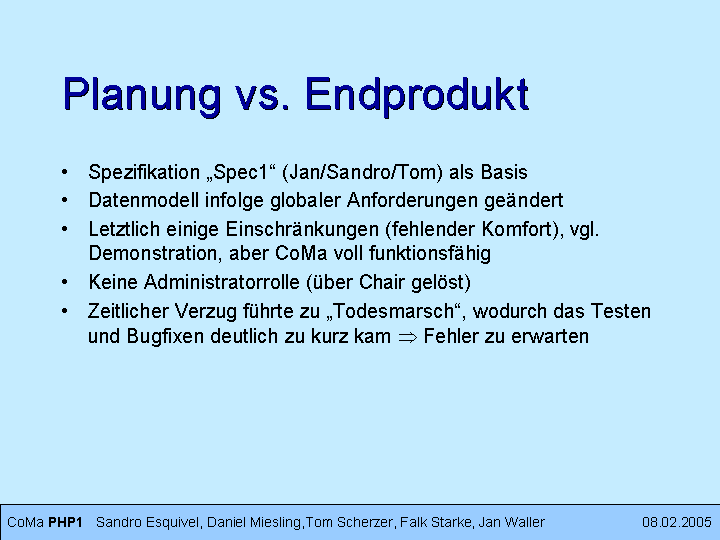 Planung vs. Endprodukt
• Spezifikation „Spec1“ (Jan/Sandro/Tom) als Basis
• Datenmodell infolge globaler Anforderungen geändert
• Letztlich einige Einschränkungen (fehlender Komfort), vgl.
Demonstration, aber CoMa voll funktionsfähig
• Keine Administratorrolle (über Chair gelöst)
• Zeitlicher Verzug führte zu „Todesmarsch“, wodurch das Testen
und Bugfixen deutlich zu kurz kam ⇒ Fehler zu erwarten
CoMa PHP1 Sandro Esquivel, Daniel Miesling,Tom Scherzer, Falk Starke, Jan Waller 08.02.2005